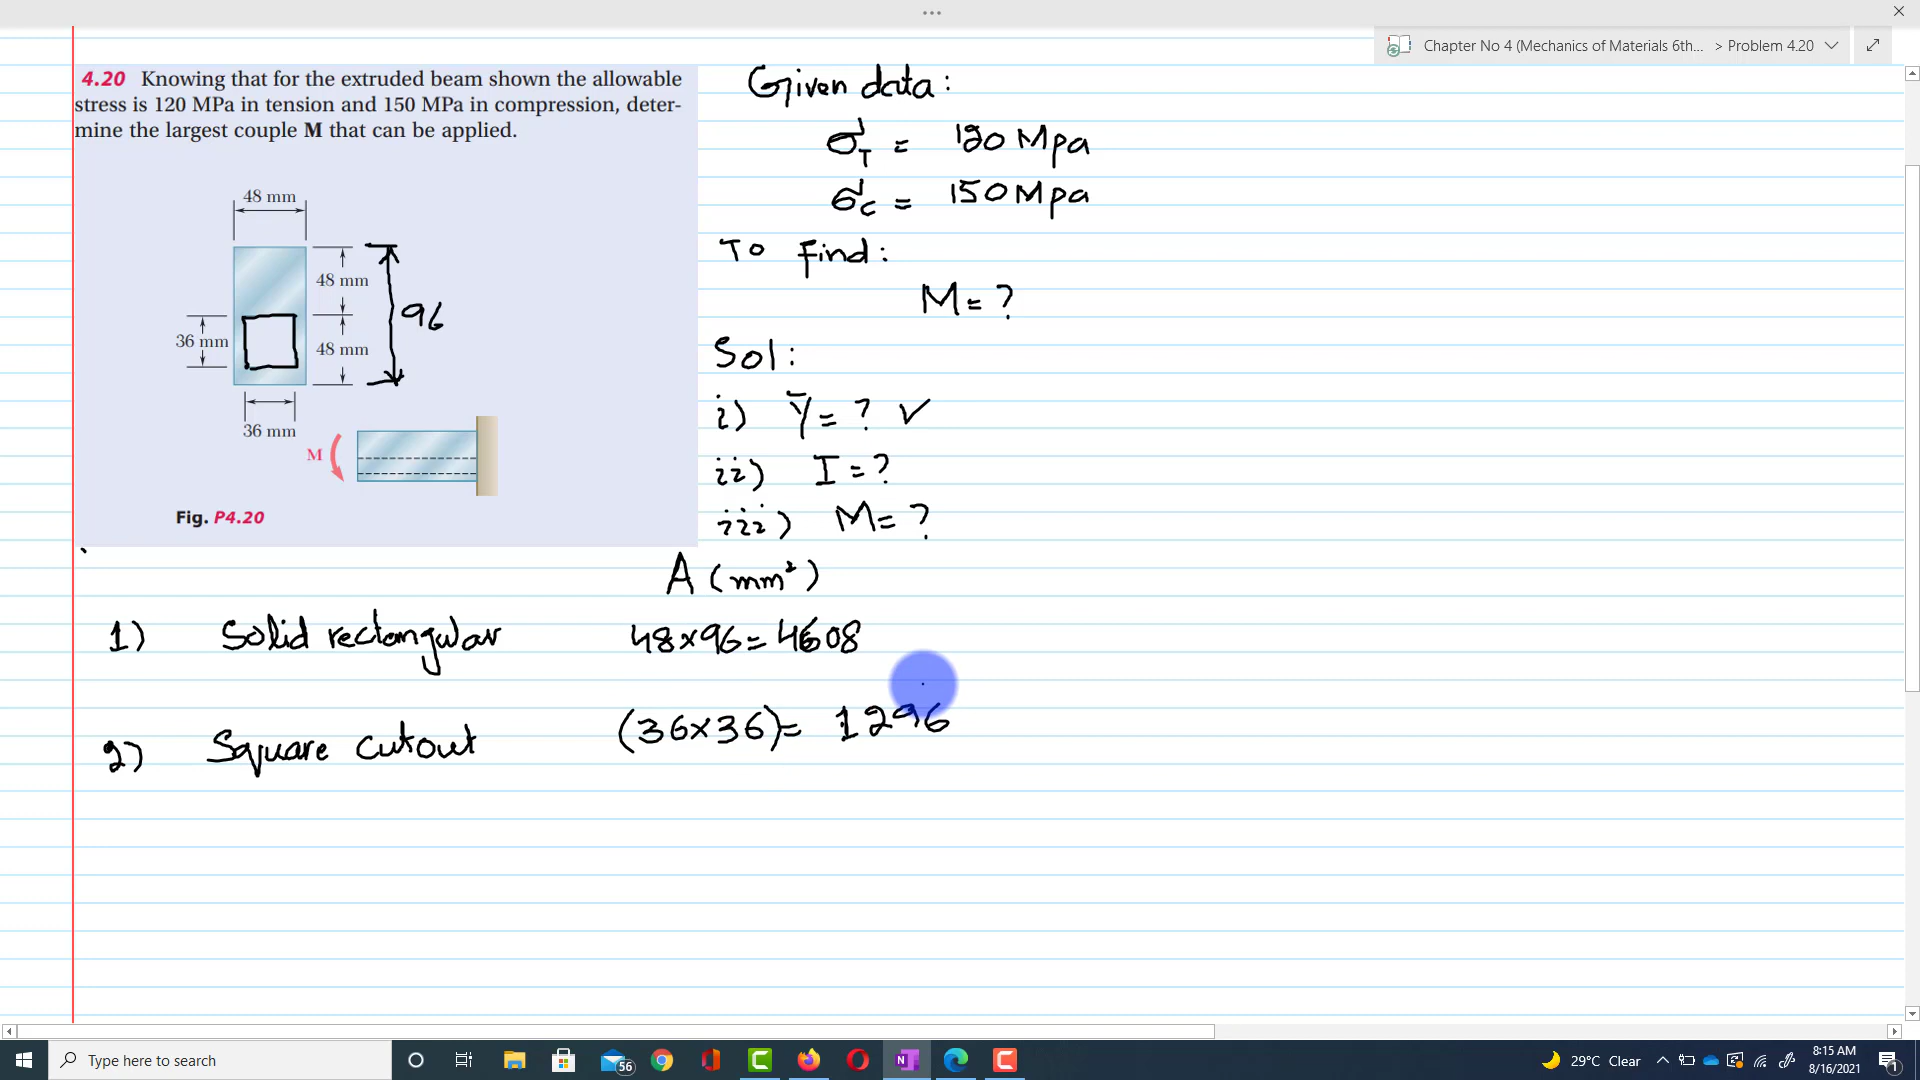 Chapter No 4 (Mechanics of Materials 6th... > Problem 4.20
4.20 Knowing that for the extruded beam shown the allowable
stress is 120 MPa in tension and 150 MPa in compression, deter-
mine the largest couple M that can be applied.
48 mm
48 mm
96
36 mm
48 mm
36 mm
M
Fig. P4.20
Given data:
σT = 120 Mpa
σC = 150 Mpa
To Find:
M = ?
Sol:
i) Ȳ = ? ✓
ii) I = ?
iii) M = ?
A (mm²)
1) Solid rectangular 48×96 = 4608
2) Square cutout (36×36) = 1296
Type here to search
56
29°C Clear
8:15 AM
8/16/2021
1